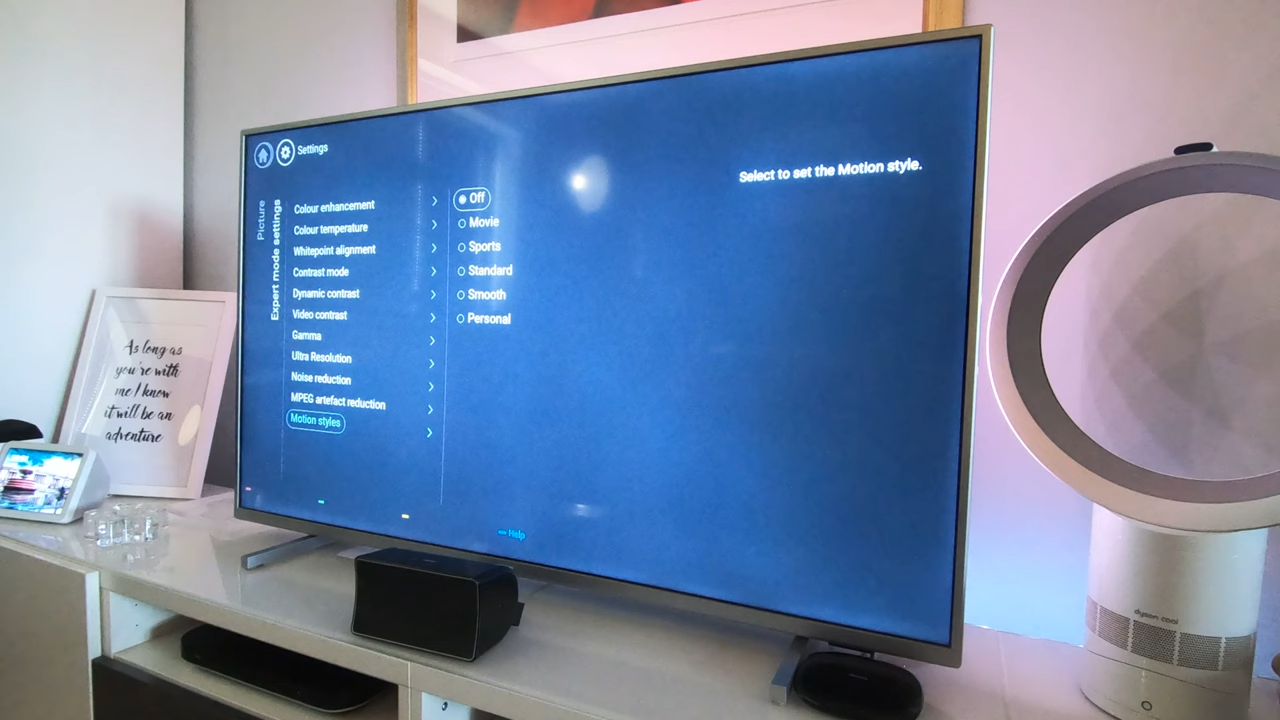 Settings
Select to set the Motion style.
Picture
Expert mode settings
Colour enhancement
Colour temperature
Whitepoint alignment
Contrast mode
Dynamic contrast
Video contrast
Gamma
Ultra Resolution
Noise reduction
MPEG artefact reduction
Motion styles
Off
Movie
Sports
Standard
Smooth
Personal
Help
As long as
you're with
me I know
it will be an
adventure
dyson cool